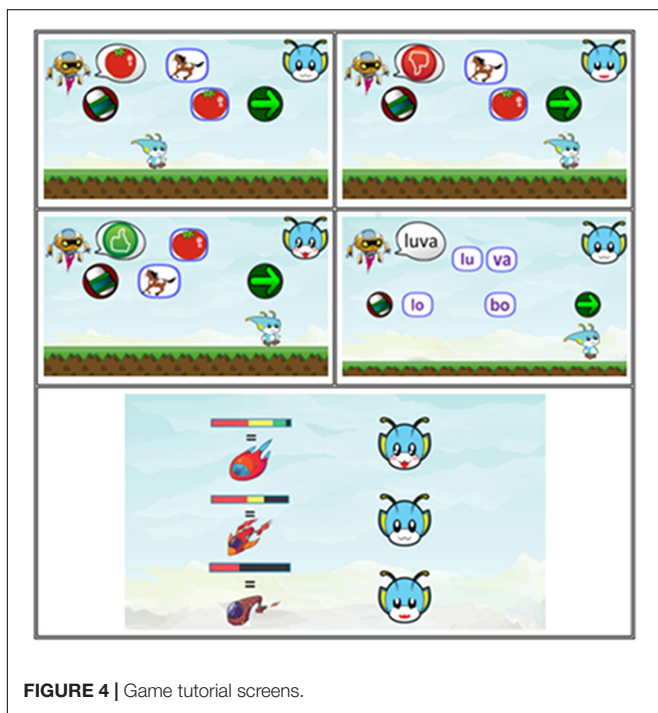 luva
lu va
lo bo
=
=
=
FIGURE 4 | Game tutorial screens.